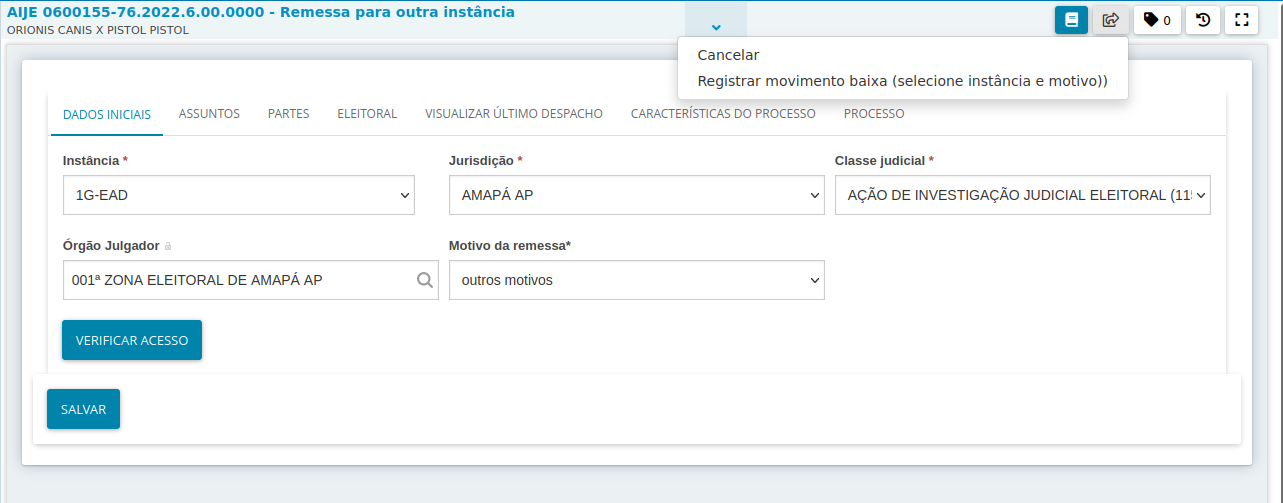 AIJE 0600155-76.2022.6.00.0000 - Remessa para outra instância
ORIONIS CANIS X PISTOL PISTOL
0
Cancelar
Registrar movimento baixa (selecione instância e motivo))
DADOS INICIAIS ASSUNTOS PARTES ELEITORAL VISUALIZAR ÚLTIMO DESPACHO CARACTERÍSTICAS DO PROCESSO PROCESSO
Instância * Jurisdição * Classe judicial *
1G-EAD AMAPÁ AP AÇÃO DE INVESTIGAÇÃO JUDICIAL ELEITORAL (11
Órgão Julgador Motivo da remessa*
001ª ZONA ELEITORAL DE AMAPÁ AP outros motivos
VERIFICAR ACESSO
SALVAR